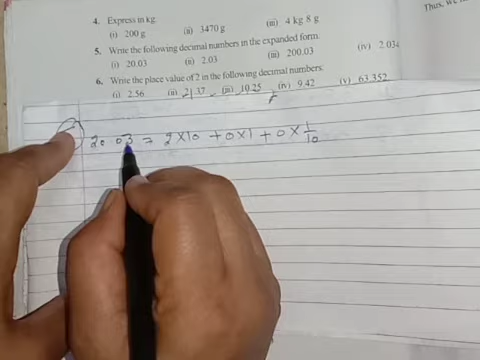 4. Express in kg.
(i) 200 g (ii) 3470 g (iii) 4 kg 8 g
5. Write the following decimal numbers in the expanded form:
(i) 20.03 (ii) 2.03 (iii) 200.03 (iv) 2.034
6. Write the place value of 2 in the following decimal numbers:
(i) 2.56 (ii) 21.37 (iii) 10.25 (iv) 9.42 (v) 63.352
Thus, we
20.03 = 2×10 + 0×1 + 0×1/10